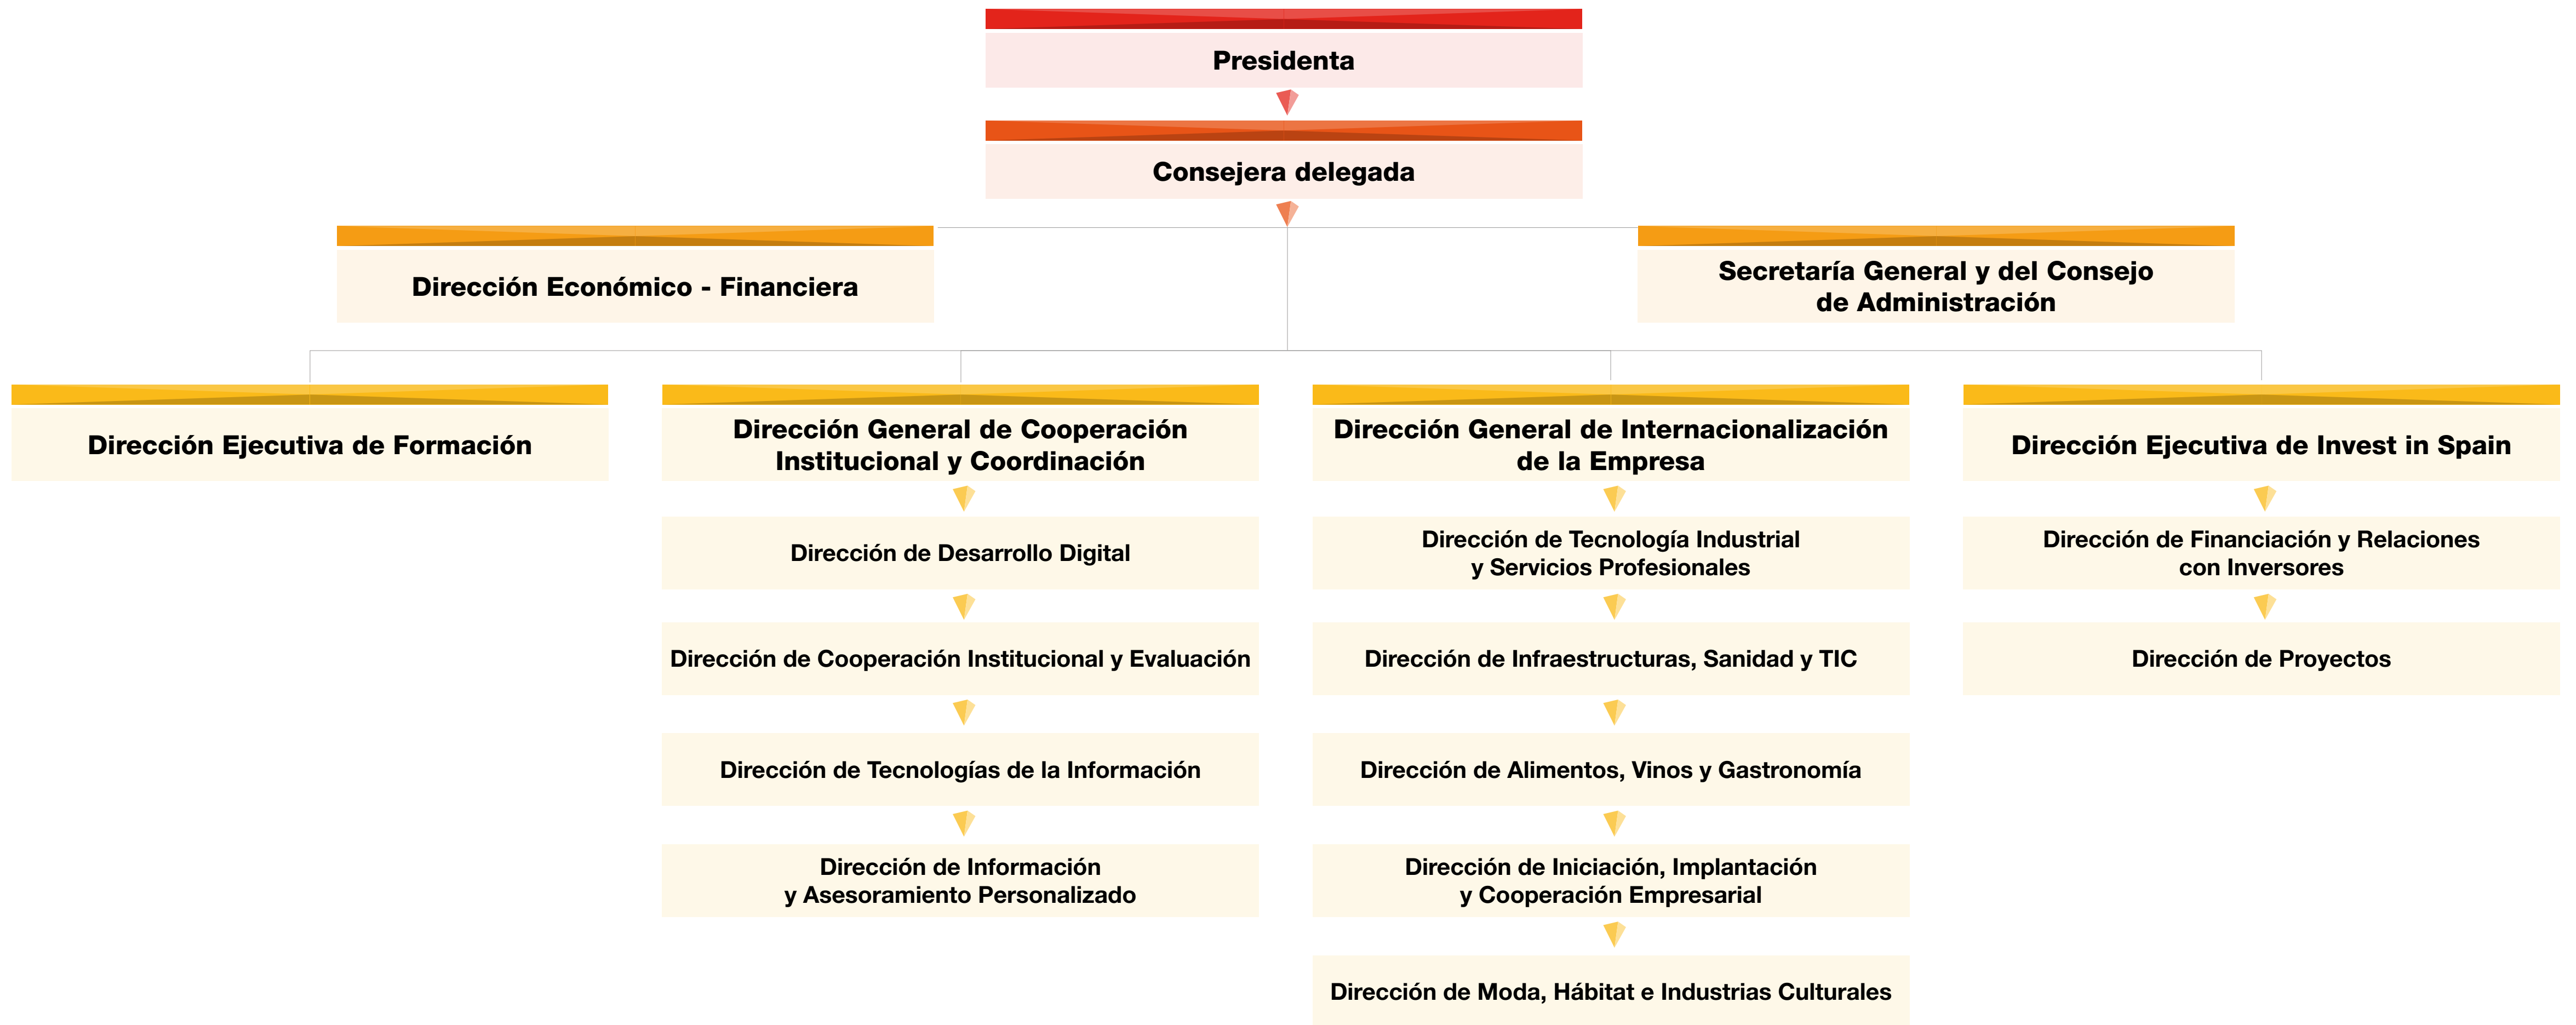 Presidenta
Consejera delegada
Dirección Económico - Financiera
Secretaría General y del Consejo
de Administración
Dirección Ejecutiva de Formación
Dirección General de Cooperación
Institucional y Coordinación
Dirección de Desarrollo Digital
Dirección de Cooperación Institucional y Evaluación
Dirección de Tecnologías de la Información
Dirección de Información
y Asesoramiento Personalizado
Dirección General de Internacionalización
de la Empresa
Dirección de Tecnología Industrial
y Servicios Profesionales
Dirección de Infraestructuras, Sanidad y TIC
Dirección de Alimentos, Vinos y Gastronomía
Dirección de Iniciación, Implantación
y Cooperación Empresarial
Dirección de Moda, Hábitat e Industrias Culturales
Dirección Ejecutiva de Invest in Spain
Dirección de Financiación y Relaciones
con Inversores
Dirección de Proyectos